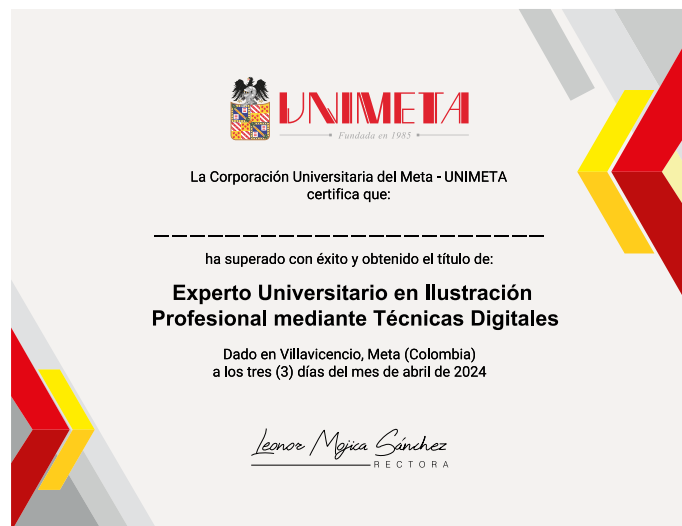 UNIMETA
Fundada en 1985
La Corporación Universitaria del Meta - UNIMETA
certifica que:
ha superado con éxito y obtenido el título de:
Experto Universitario en Ilustración
Profesional mediante Técnicas Digitales
Dado en Villavicencio, Meta (Colombia)
a los tres (3) días del mes de abril de 2024
Leonor Mojica Sánchez
RECTORA